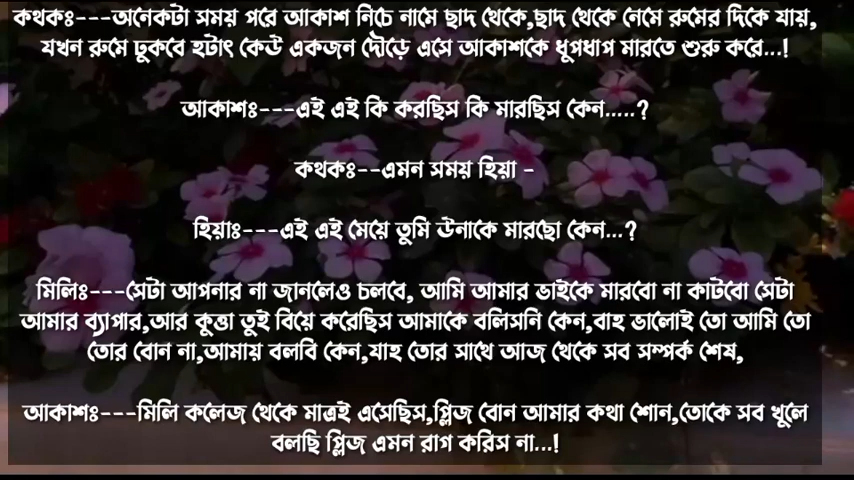 কথকঃ---অনেকটা সময় পরে আকাশ নিচে নামে ছাদ থেকে,ছাদ থেকে নেমে রুমের দিকে যায়,
যখন রুমে ঢুকবে হটাৎ কেউ একজন দৌড়ে এসে আকাশকে ধূপধাপ মারতে শুরু করে...!
আকাশঃ---এই এই কি করছিস কি মারছিস কেন.....?
কথকঃ--এমন সময় হিয়া -
হিয়াঃ---এই এই মেয়ে তুমি উনাকে মারছো কেন...?
মিলিঃ---সেটা আপনার না জানলেও চলবে, আমি আমার ভাইকে মারবো না কাটবো সেটা
আমার ব্যাপার,আর কুত্তা তুই বিয়ে করেছিস আমাকে বলিসনি কেন,বাহ ভালোই তো আমি তো
তোর বোন না,আমায় বলবি কেন,যাহ তোর সাথে আজ থেকে সব সম্পর্ক শেষ,
আকাশঃ---মিলি কলেজ থেকে মাত্রই এসেছিস,প্লিজ বোন আমার কথা শোন,তোকে সব খুলে
বলছি প্লিজ এমন রাগ করিস না...!